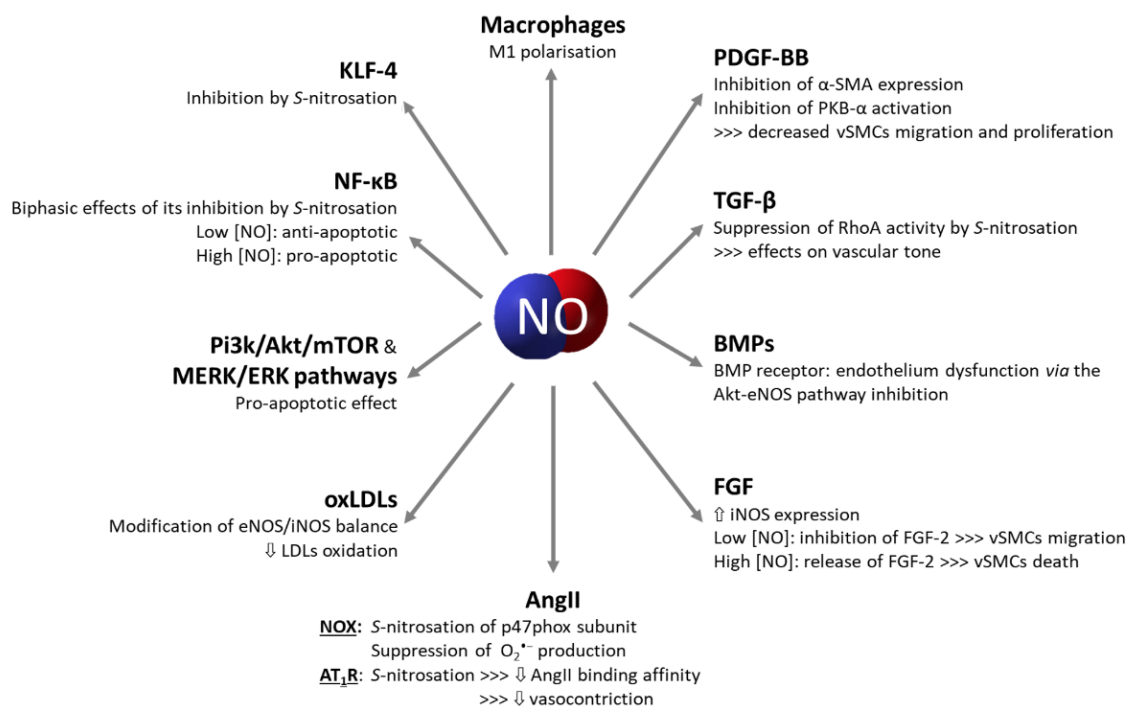 Macrophages
M1 polarisation
KLF-4
Inhibition by S-nitrosation
PDGF-BB
Inhibition of α-SMA expression
Inhibition of PKB-α activation
>>> decreased vSMCs migration and proliferation
NF-κB
Biphasic effects of its inhibition by S-nitrosation
Low [NO]: anti-apoptotic
High [NO]: pro-apoptotic
TGF-β
Suppression of RhoA activity by S-nitrosation
>>> effects on vascular tone
NO
Pi3k/Akt/mTOR &
MERK/ERK pathways
Pro-apoptotic effect
BMPs
BMP receptor: endothelium dysfunction via the
Akt-eNOS pathway inhibition
oxLDLs
Modification of eNOS/iNOS balance
⇩ LDLs oxidation
FGF
⇧ iNOS expression
Low [NO]: inhibition of FGF-2 >>> vSMCs migration
High [NO]: release of FGF-2 >>> vSMCs death
AngII
NOX: S-nitrosation of p47phox subunit
Suppression of O₂•⁻ production
AT₁R: S-nitrosation >>> ⇩ AngII binding affinity
>>> ⇩ vasocontriction